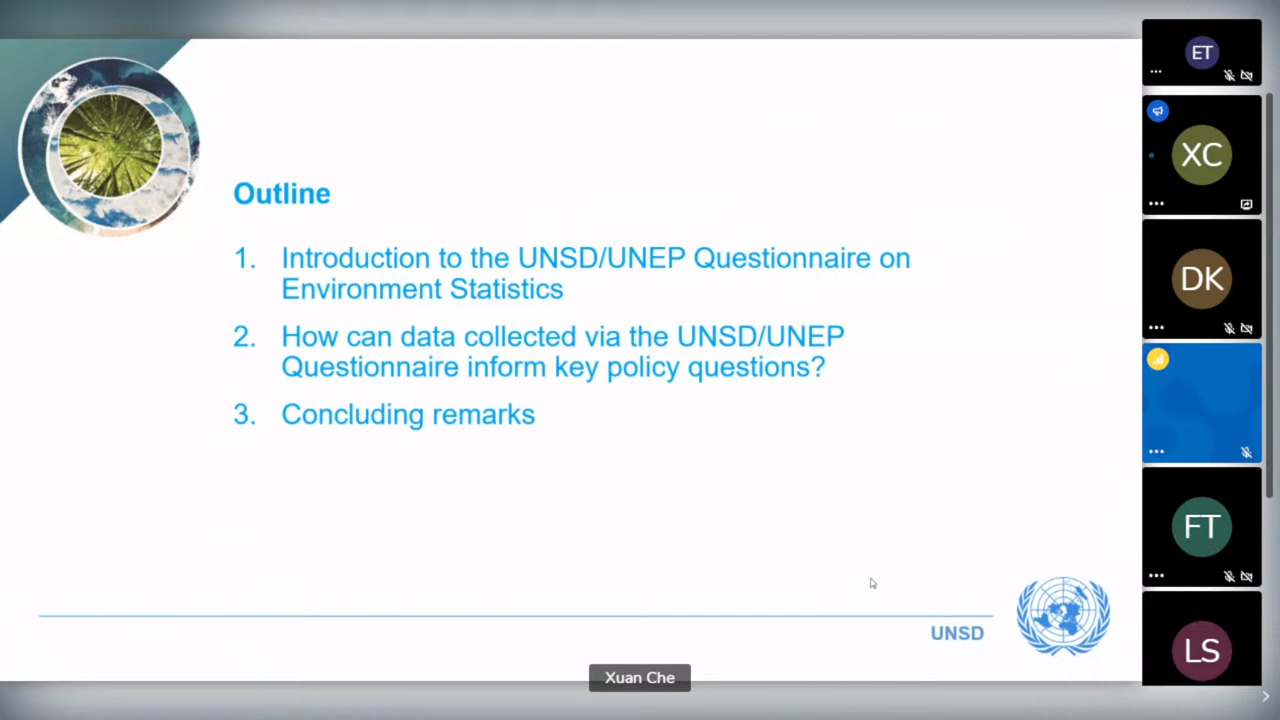 Outline
1. Introduction to the UNSD/UNEP Questionnaire on
Environment Statistics
2. How can data collected via the UNSD/UNEP
Questionnaire inform key policy questions?
3. Concluding remarks
UNSD
Xuan Che
ET
XC
DK
FT
LS